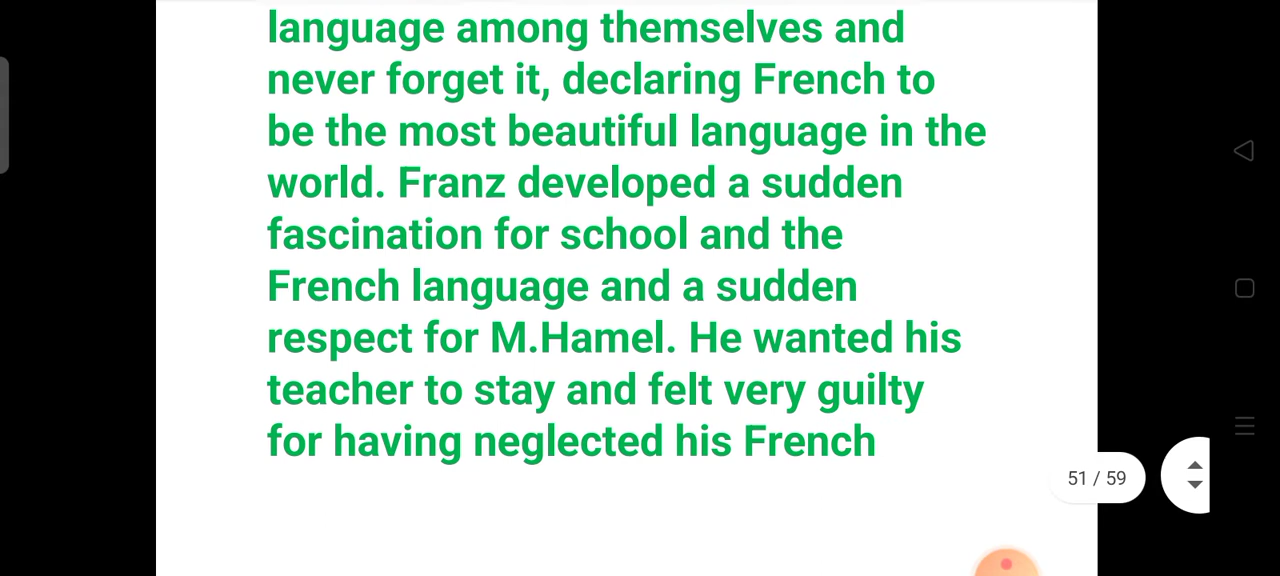 language among themselves and
never forget it, declaring French to
be the most beautiful language in the
world. Franz developed a sudden
fascination for school and the
French language and a sudden
respect for M.Hamel. He wanted his
teacher to stay and felt very guilty
for having neglected his French
51 / 59